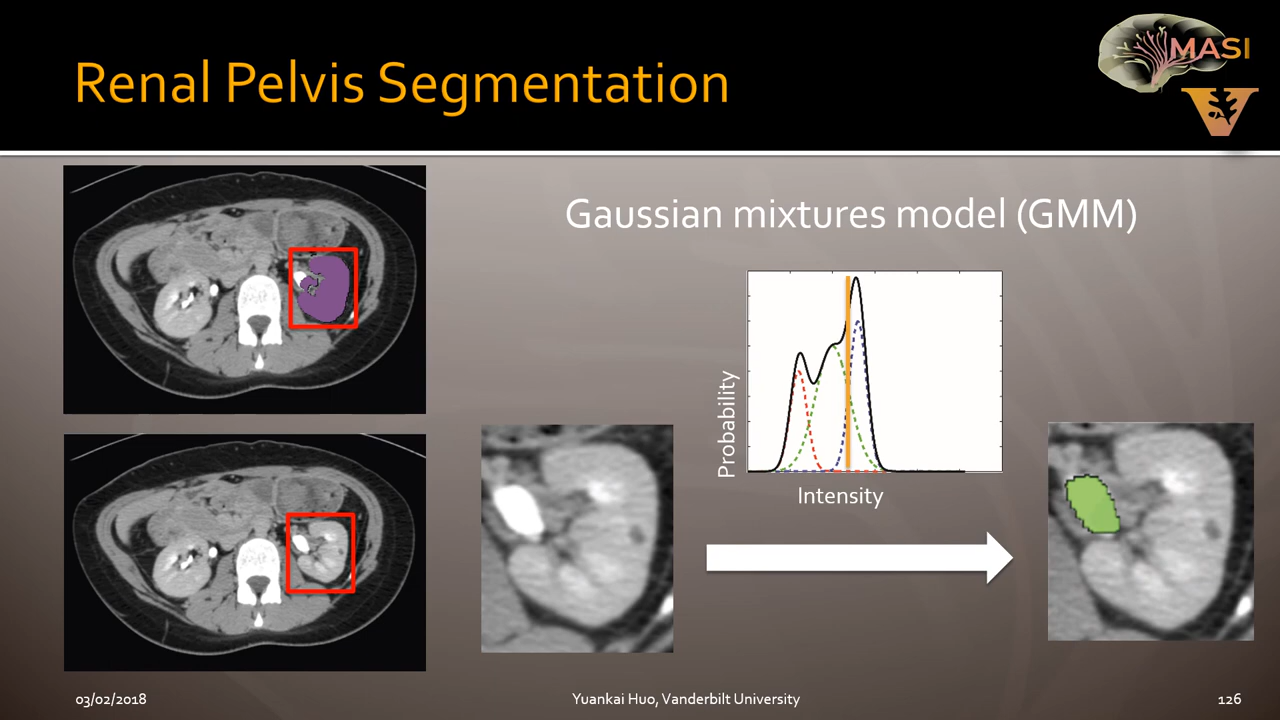 Renal Pelvis Segmentation
MASI
V
Gaussian mixtures model (GMM)
Probability
Intensity
03/02/2018
Yuankai Huo, Vanderbilt University
126